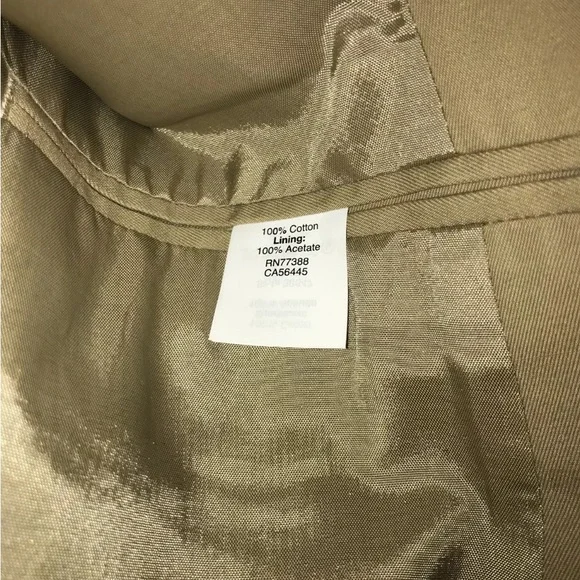 100% Cotton
Lining:
100% Acetate
RN77388
CA56445